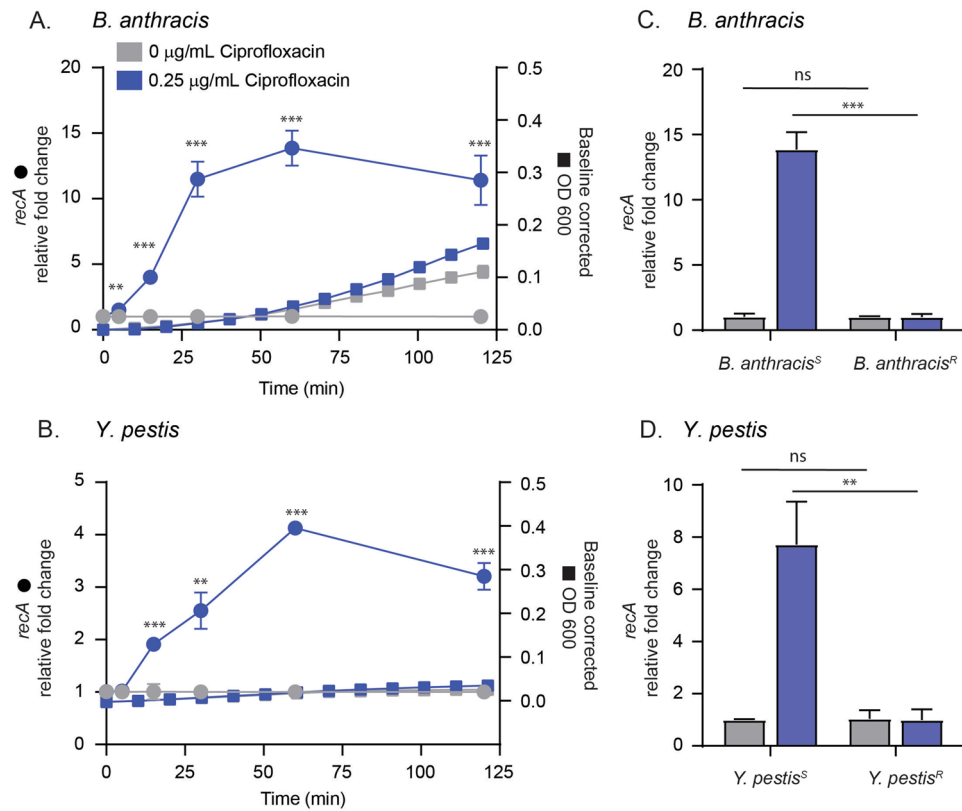 A. B. anthracis
0 μg/mL Ciprofloxacin
0.25 μg/mL Ciprofloxacin
20
15
10
5
0
recA
relative fold change
**
***
***
***
***
0.5
0.4
0.3
0.2
0.1
0.0
Baseline corrected
OD 600
0 25 50 75 100 125
Time (min)
B. Y. pestis
5
4
3
2
1
0
recA
relative fold change
***
**
***
***
0.5
0.4
0.3
0.2
0.1
0.0
Baseline corrected
OD 600
0 25 50 75 100 125
Time (min)
C. B. anthracis
20
15
10
5
0
recA
relative fold change
ns
***
B. anthracisS B. anthracisR
D. Y. pestis
10
8
6
4
2
0
recA
relative fold change
ns
**
Y. pestisS Y. pestisR